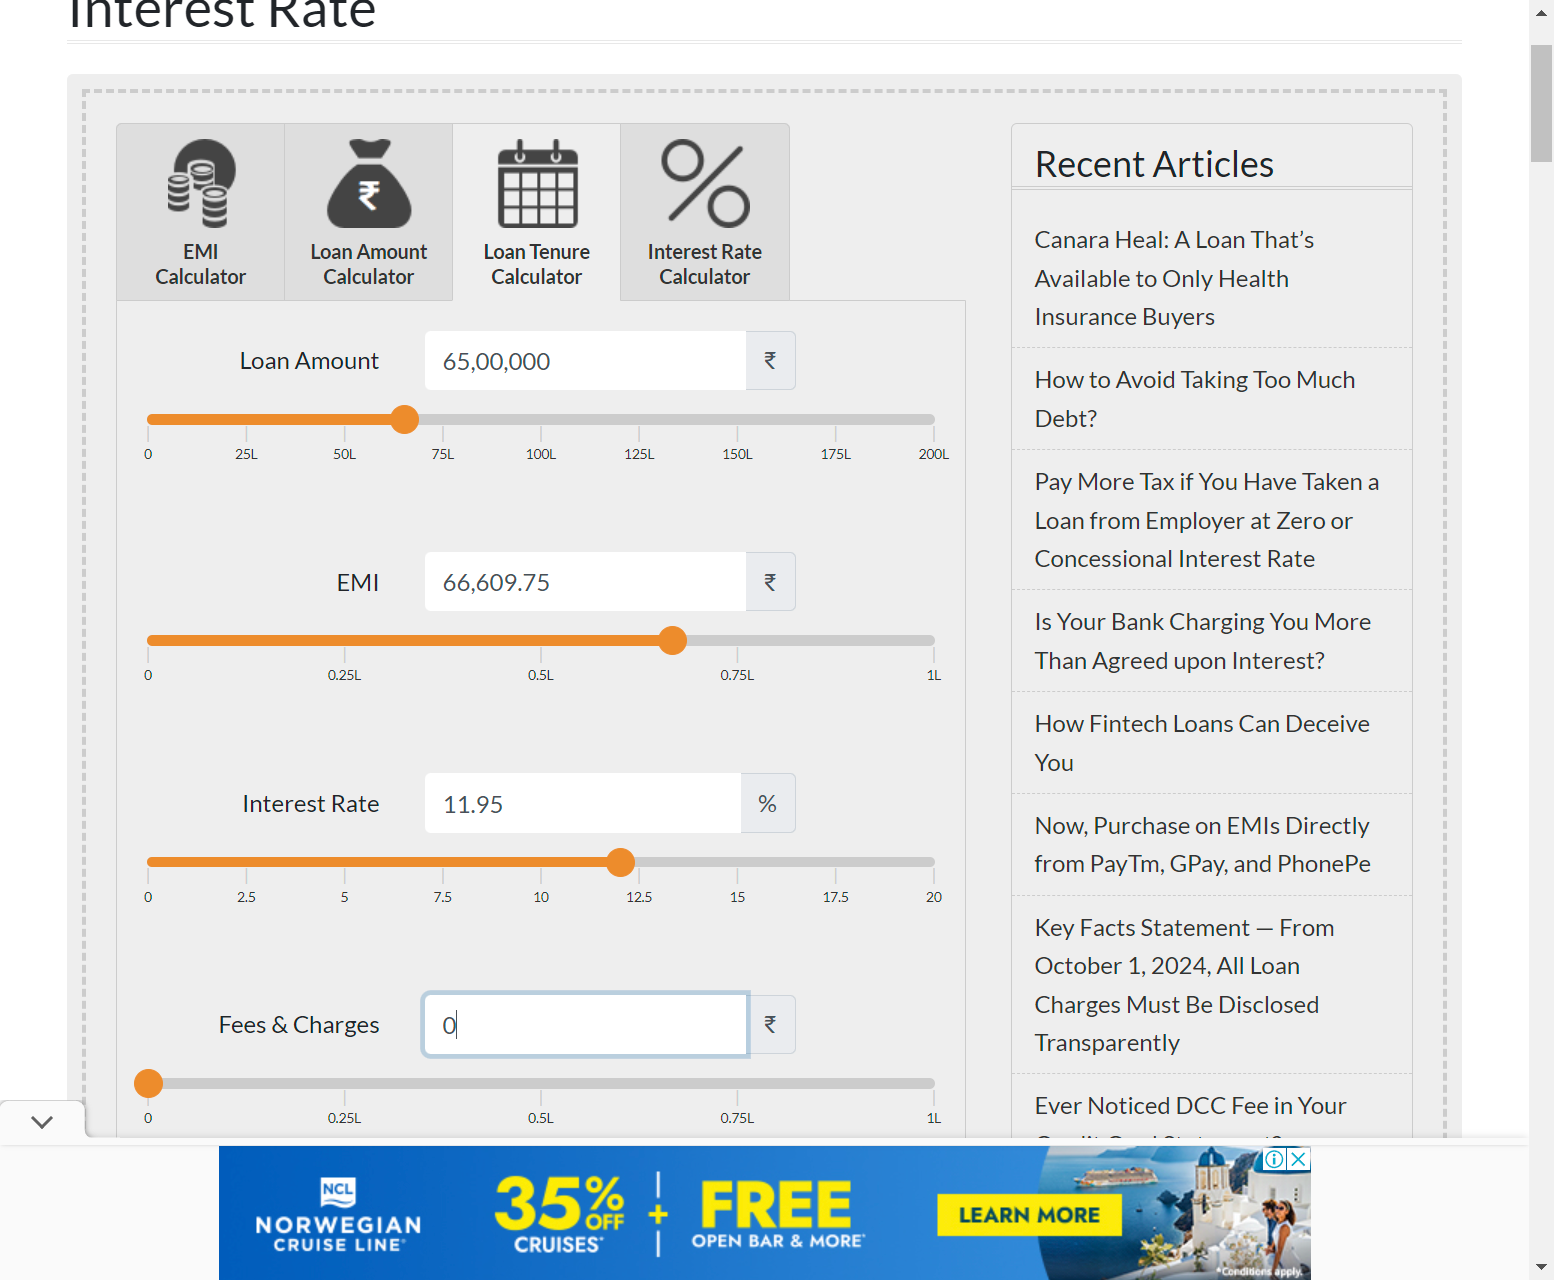 Interest Rate
EMI
Calculator
Loan Amount
Calculator
Loan Tenure
Calculator
Interest Rate
Calculator
Loan Amount
65,00,000
₹
0
25L
50L
75L
100L
125L
150L
175L
200L
EMI
66,609.75
₹
0
0.25L
0.5L
0.75L
1L
Interest Rate
11.95
%
0
2.5
5
7.5
10
12.5
15
17.5
20
Fees & Charges
0
₹
0
0.25L
0.5L
0.75L
1L
Recent Articles
Canara Heal: A Loan That’s
Available to Only Health
Insurance Buyers
How to Avoid Taking Too Much
Debt?
Pay More Tax if You Have Taken a
Loan from Employer at Zero or
Concessional Interest Rate
Is Your Bank Charging You More
Than Agreed upon Interest?
How Fintech Loans Can Deceive
You
Now, Purchase on EMIs Directly
from PayTm, GPay, and PhonePe
Key Facts Statement — From
October 1, 2024, All Loan
Charges Must Be Disclosed
Transparently
Ever Noticed DCC Fee in Your
NCL
NORWEGIAN
CRUISE LINE®
35% OFF
CRUISES*
+
FREE
OPEN BAR & MORE*
LEARN MORE
*Conditions apply.